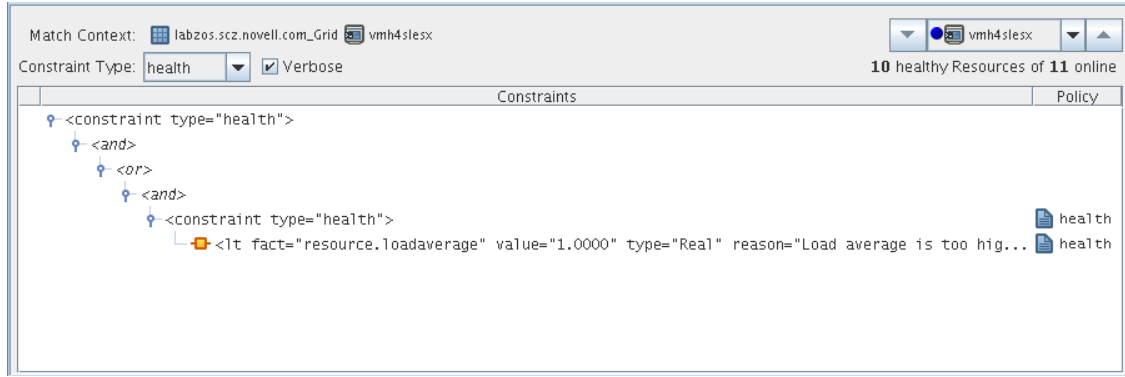 Match Context: labzos.scz.novell.com_Grid vmh4slesx vmh4slesx
Constraint Type: health Verbose 10 healthy Resources of 11 online
Constraints Policy
<constraint type="health">
<and>
<or>
<and>
<constraint type="health"> health
<lt fact="resource.loadaverage" value="1.0000" type="Real" reason="Load average is too hig... health